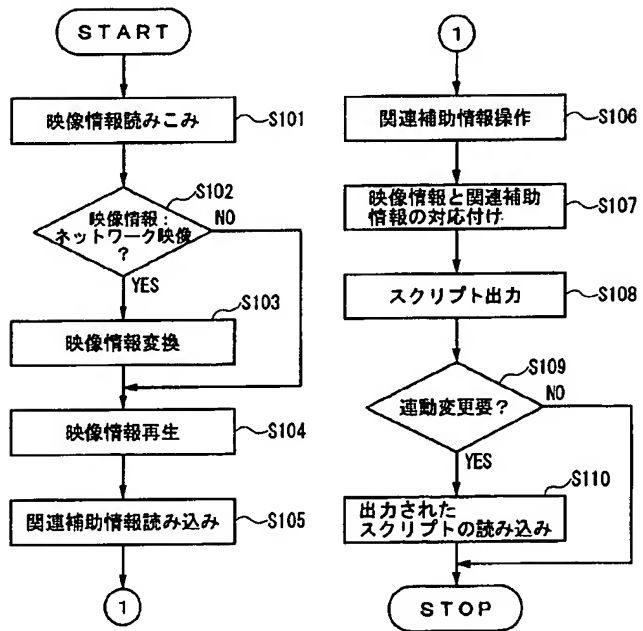 START
映像情報読みこみ
S101
S102
映像情報：
ネットワーク映像
?
NO
YES
S103
映像情報変換
映像情報再生
S104
関連補助情報読み込み
S105
1
1
関連補助情報操作
S106
映像情報と関連補助
情報の対応付け
S107
スクリプト出力
S108
S109
連動変更要?
NO
YES
S110
出力された
スクリプトの読み込み
STOP